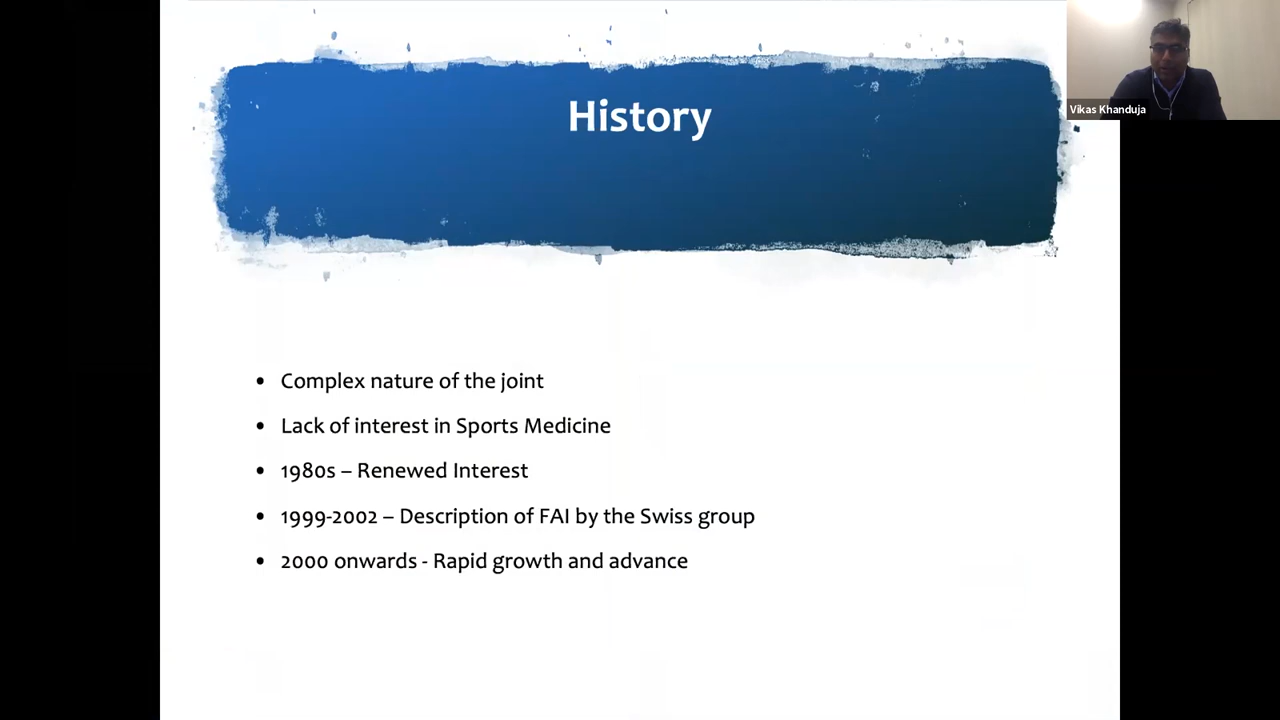 History
Vikas Khanduja
• Complex nature of the joint
• Lack of interest in Sports Medicine
• 1980s – Renewed Interest
• 1999-2002 – Description of FAI by the Swiss group
• 2000 onwards - Rapid growth and advance